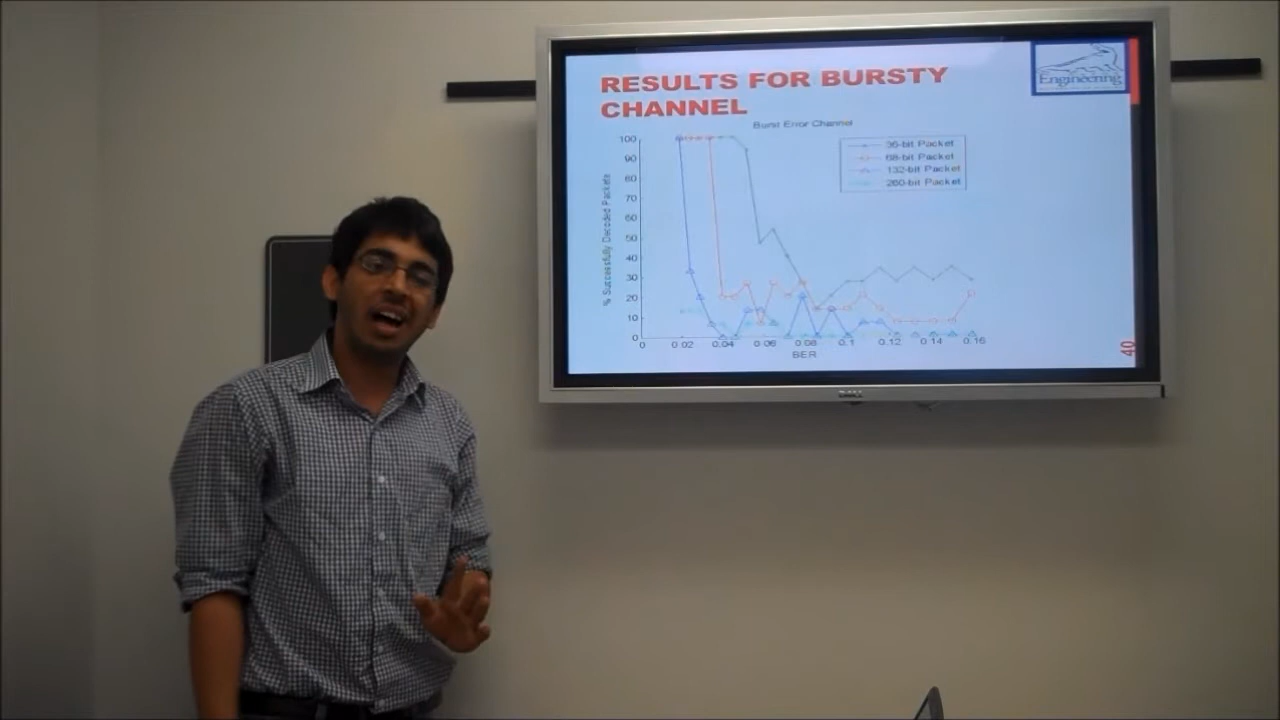 RESULTS FOR BURSTY
CHANNEL
Engineering
Burst Error Channel
36-bit Packet
68-bit Packet
132-bit Packet
260-bit Packet
% Successfully Decoded Packets
100
90
80
70
60
50
40
30
20
10
0
0 0.02 0.04 0.06 0.08 0.1 0.12 0.14 0.16
BER
40
DELL